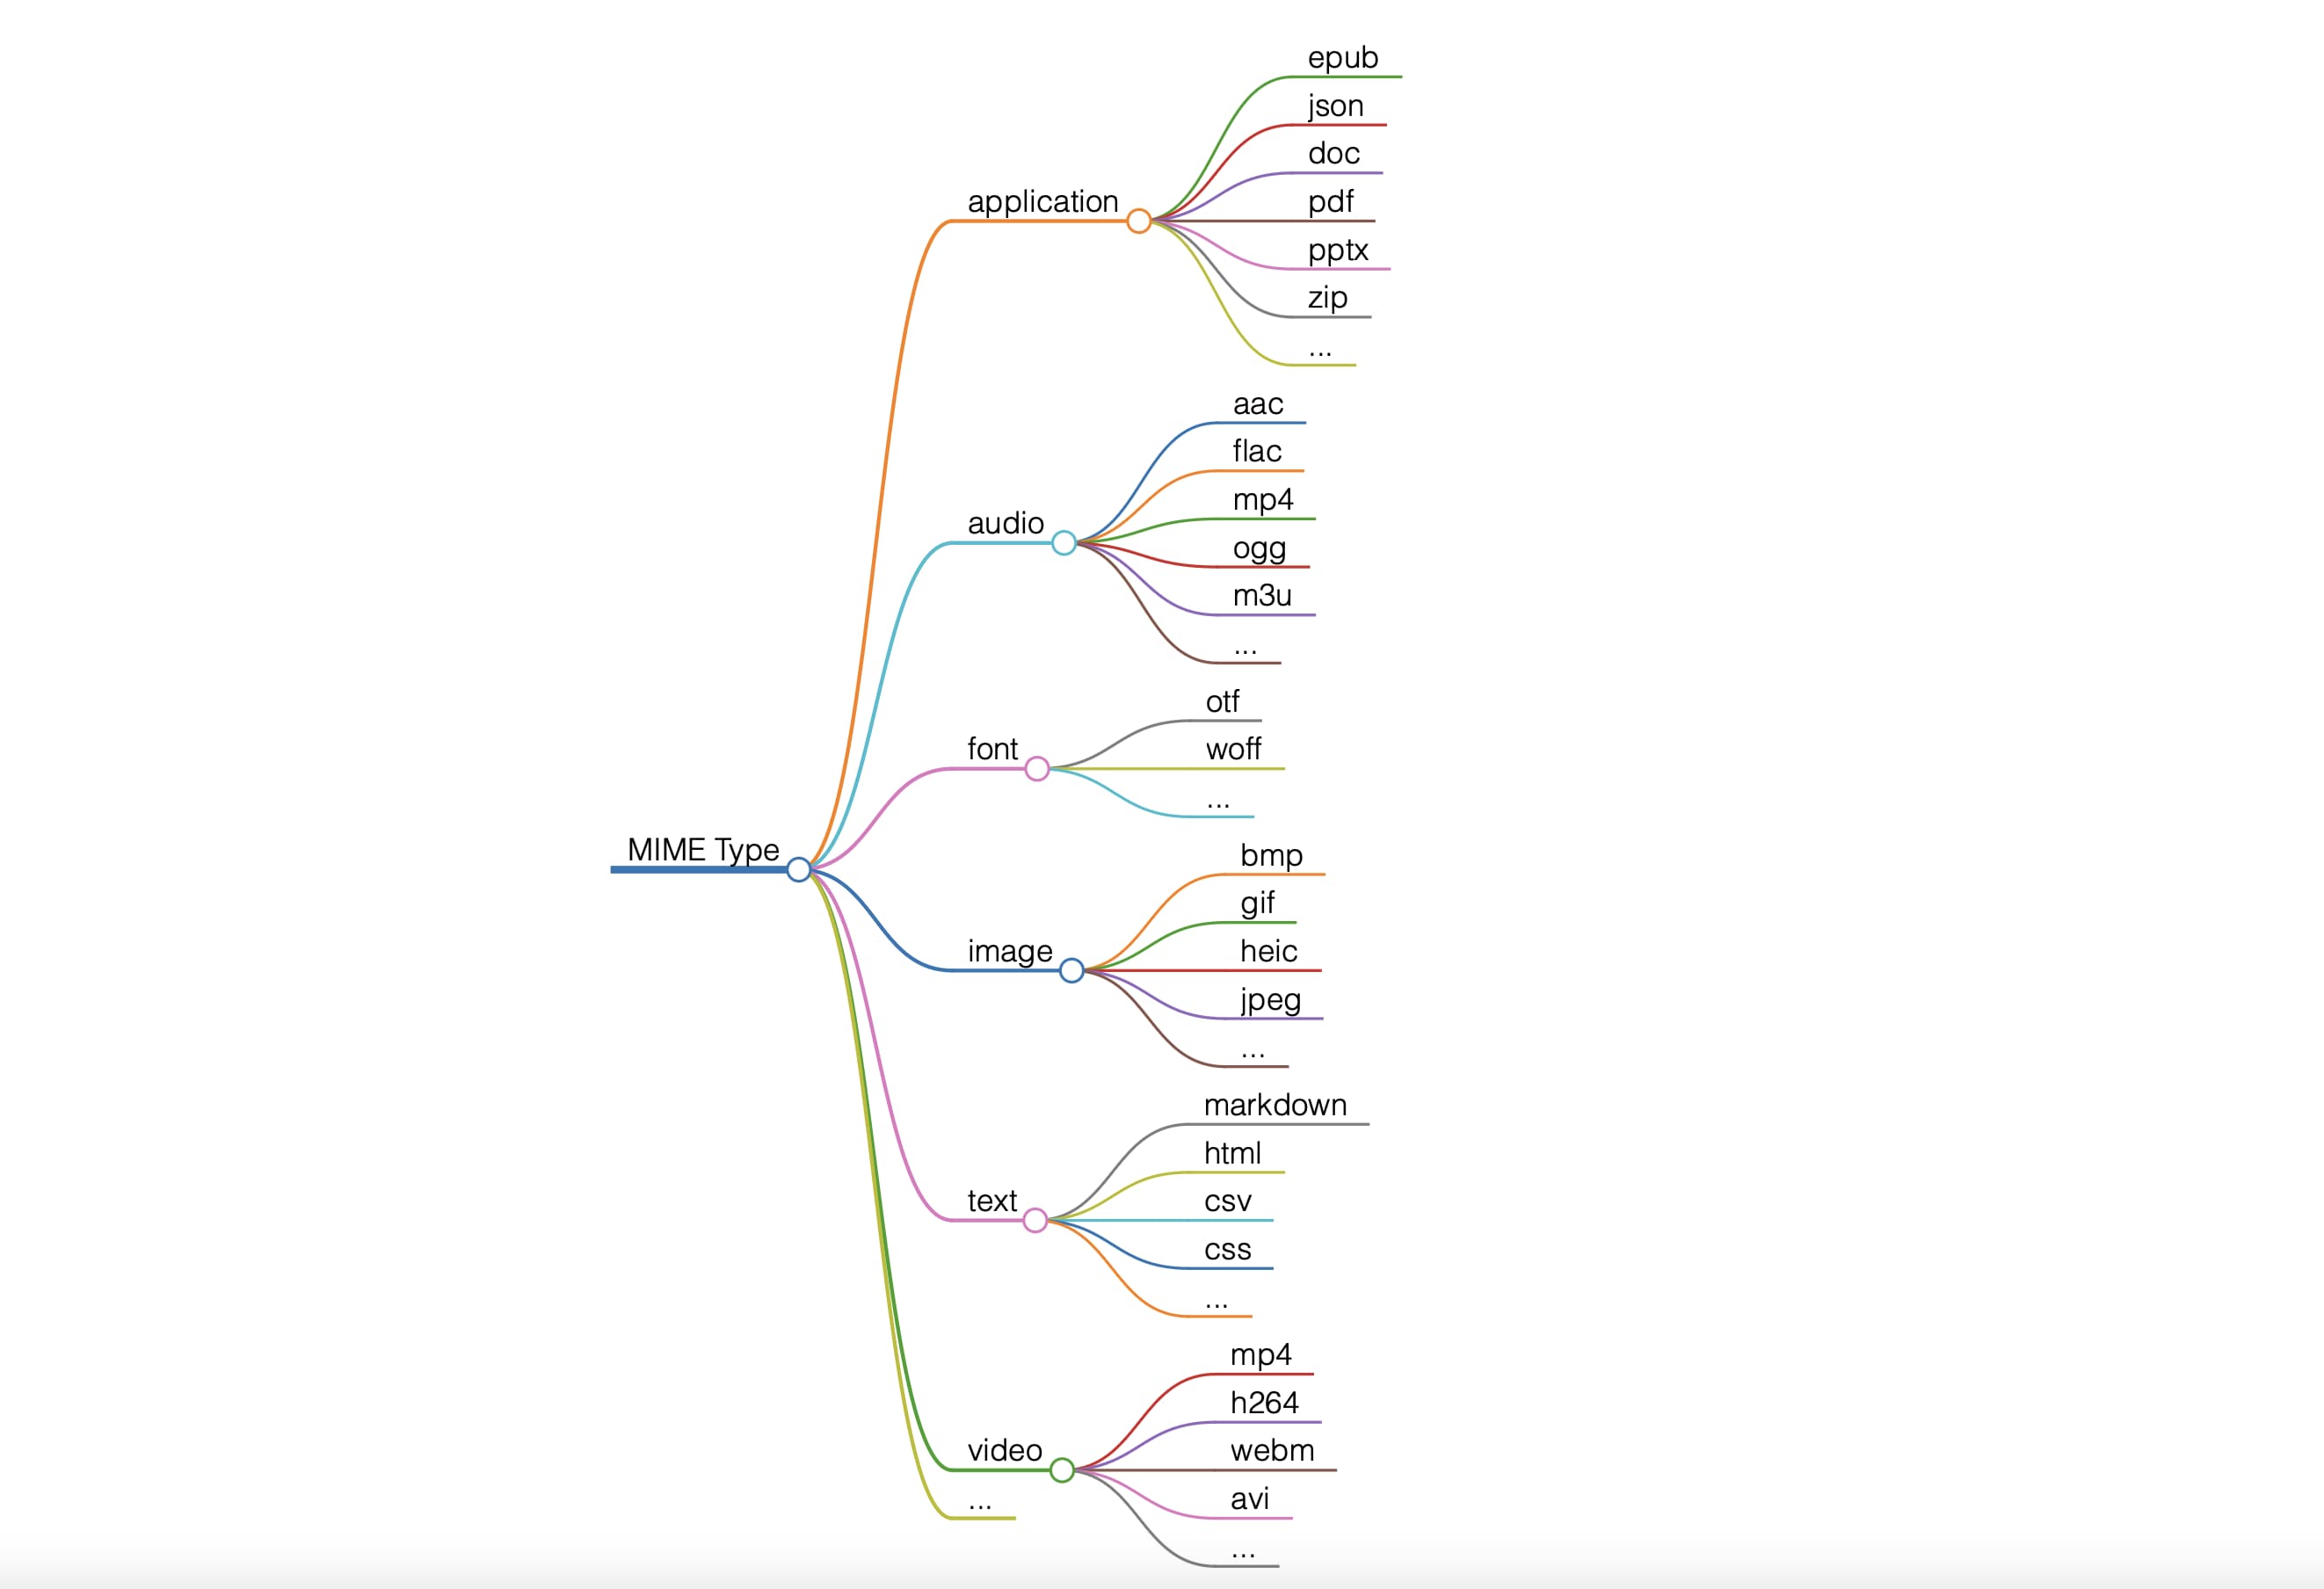 MIME Type
application
epub
json
doc
pdf
pptx
zip
...
audio
aac
flac
mp4
ogg
m3u
...
font
otf
woff
...
image
bmp
gif
heic
jpeg
...
text
markdown
html
csv
css
...
video
mp4
h264
webm
avi
...
...